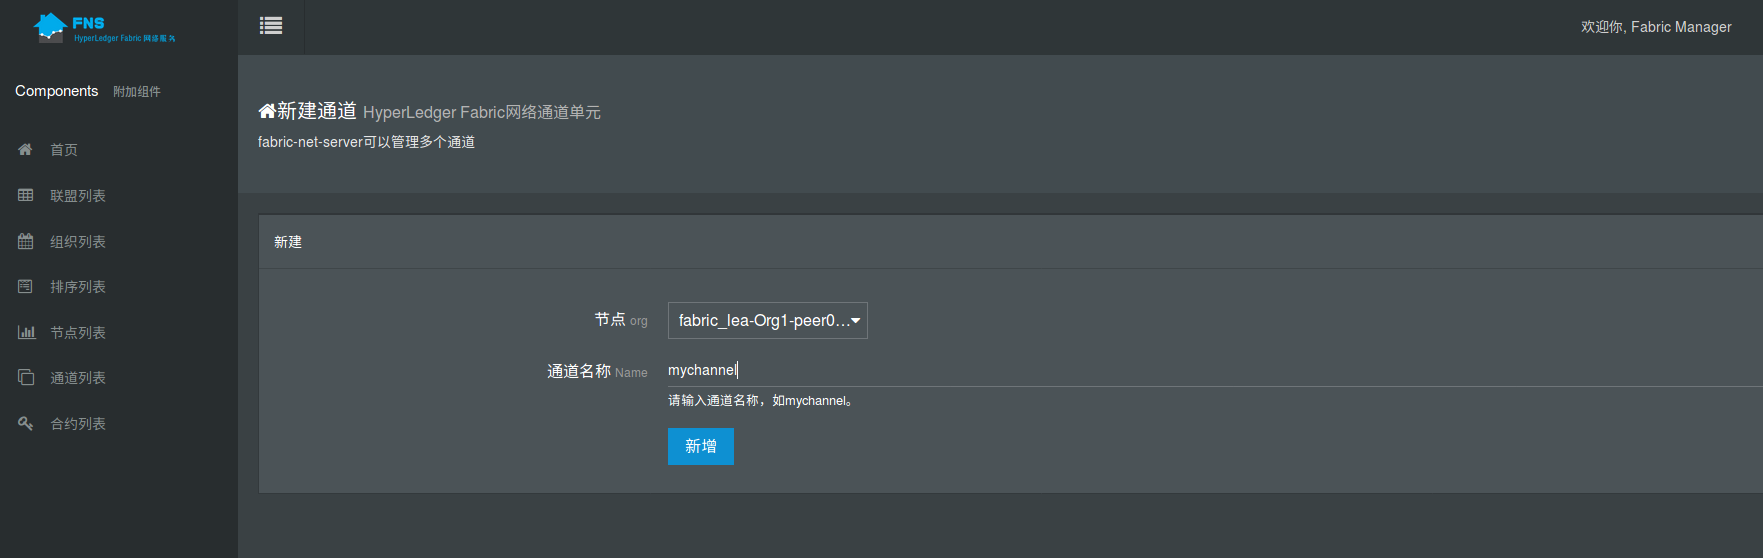 FNS
HyperLedger Fabric 网络服务
欢迎你, Fabric Manager
Components 附加组件
首页
联盟列表
组织列表
排序列表
节点列表
通道列表
合约列表
新建通道 HyperLedger Fabric网络通道单元
fabric-net-server可以管理多个通道
新建
节点 org fabric_lea-Org1-peer0...
通道名称 Name mychannel
请输入通道名称，如mychannel。
新增